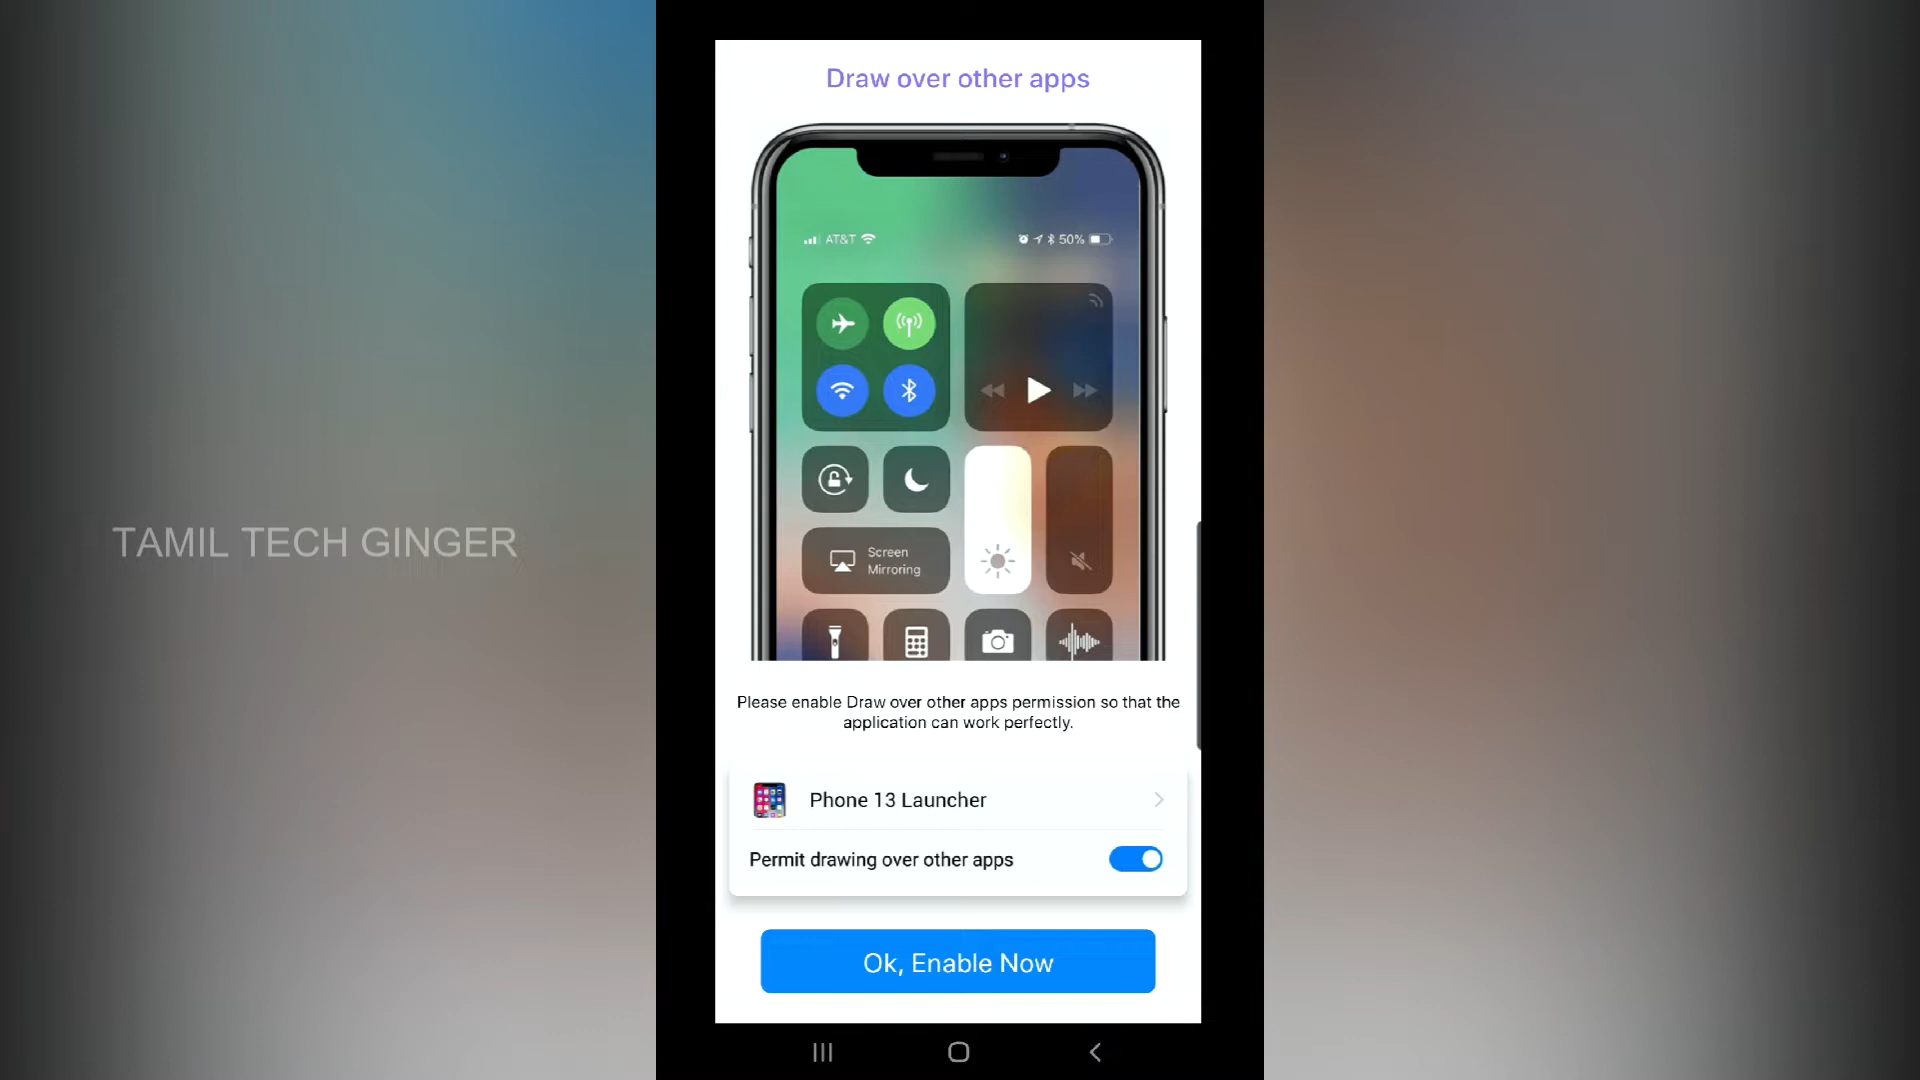 Draw over other apps
AT&T
50%
Screen
Mirroring
TAMIL TECH GINGER
Please enable Draw over other apps permission so that the
application can work perfectly.
Phone 13 Launcher
Permit drawing over other apps
Ok, Enable Now